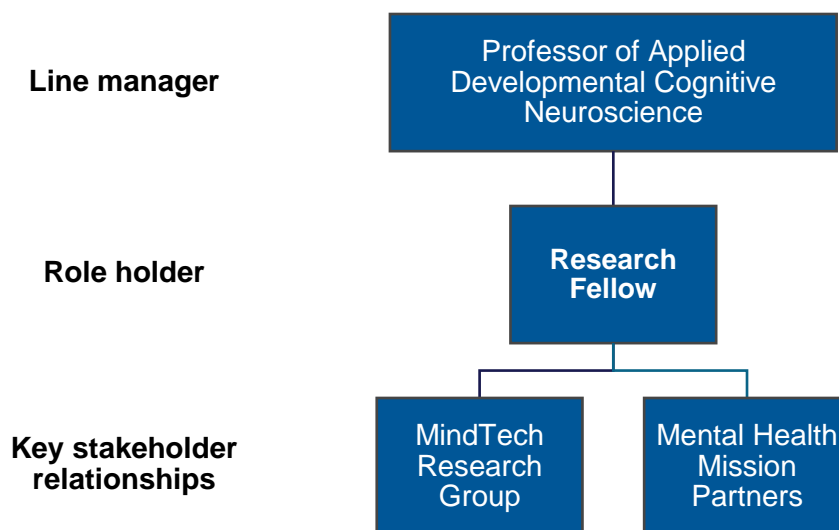 Line manager
Professor of Applied
Developmental Cognitive
Neuroscience
Role holder
Research
Fellow
Key stakeholder
relationships
MindTech
Research
Group
Mental Health
Mission
Partners